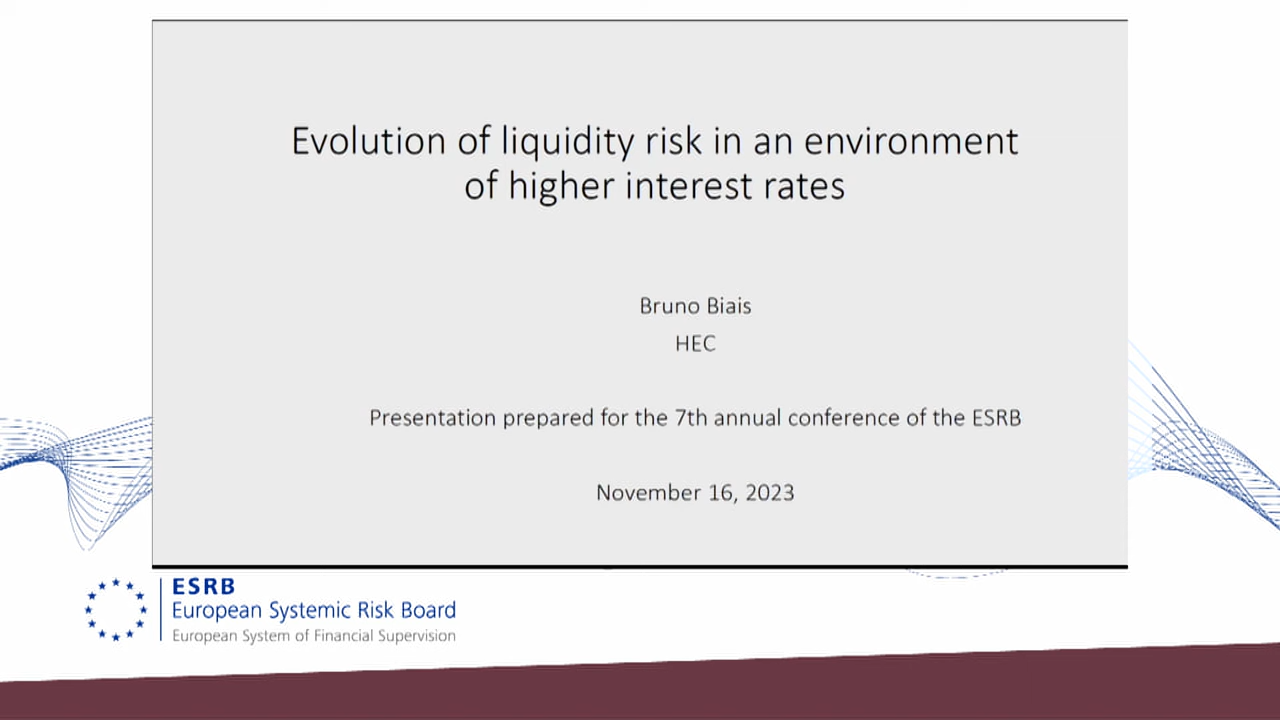 Evolution of liquidity risk in an environment
of higher interest rates
Bruno Biais
HEC
Presentation prepared for the 7th annual conference of the ESRB
November 16, 2023
ESRB
European Systemic Risk Board
European System of Financial Supervision